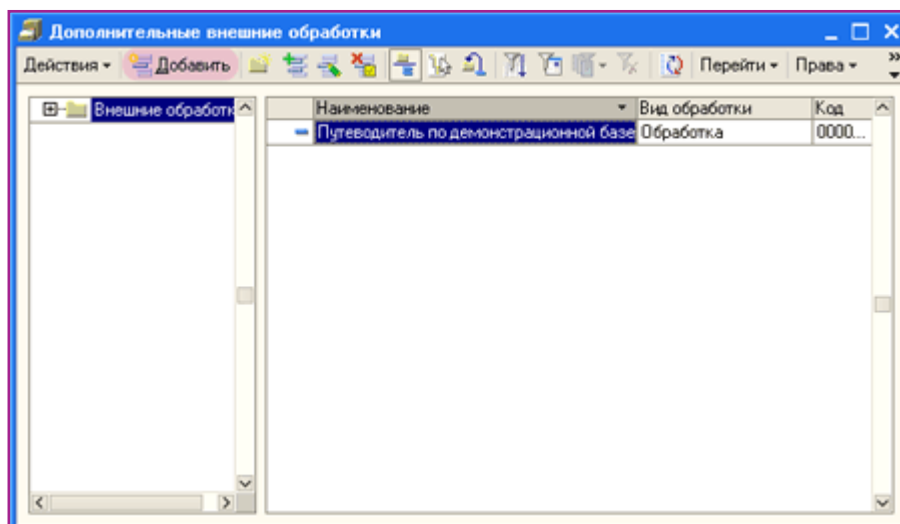 Дополнительные внешние обработки
Действия Добавить Перейти Права
Внешние обработк
Наименование Вид обработки Код
Путеводитель по демонстрационной базе Обработка 0000...